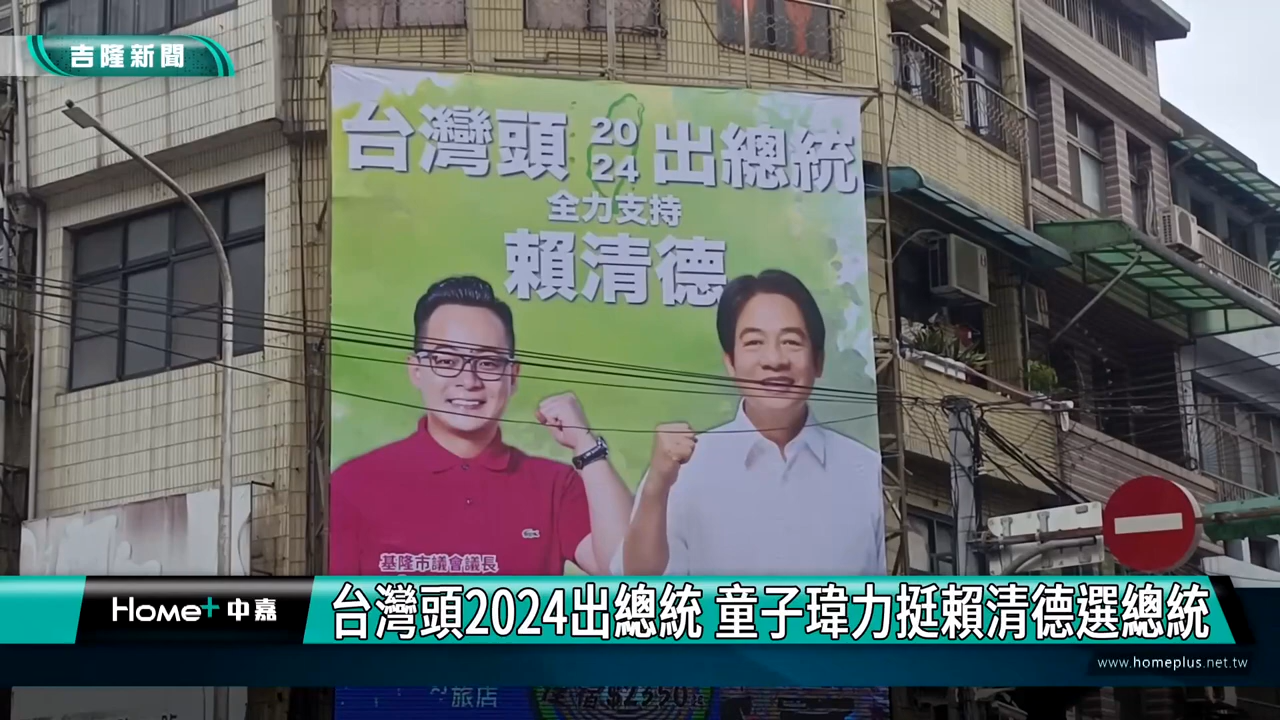 吉隆新聞
台灣頭 2024 出總統
全力支持
賴清德
基隆市議會議長
Home+ 中嘉
台灣頭2024出總統 童子瑋力挺賴清德選總統
www.homeplus.net.tw
旅店